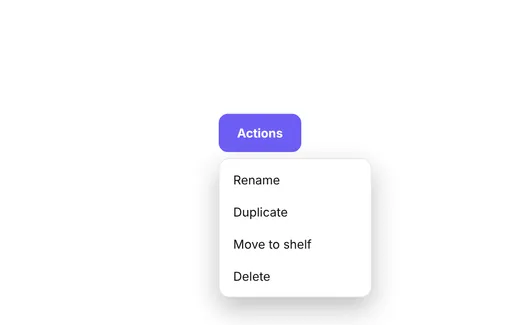 Actions
Rename
Duplicate
Move to shelf
Delete